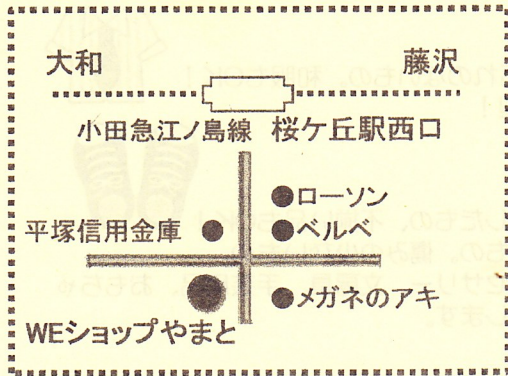 大和 藤沢
小田急江ノ島線 桜ケ丘駅西口
●ローソン
平塚信用金庫 ● ●ベルベ
●メガネのアキ
WEショップやまと